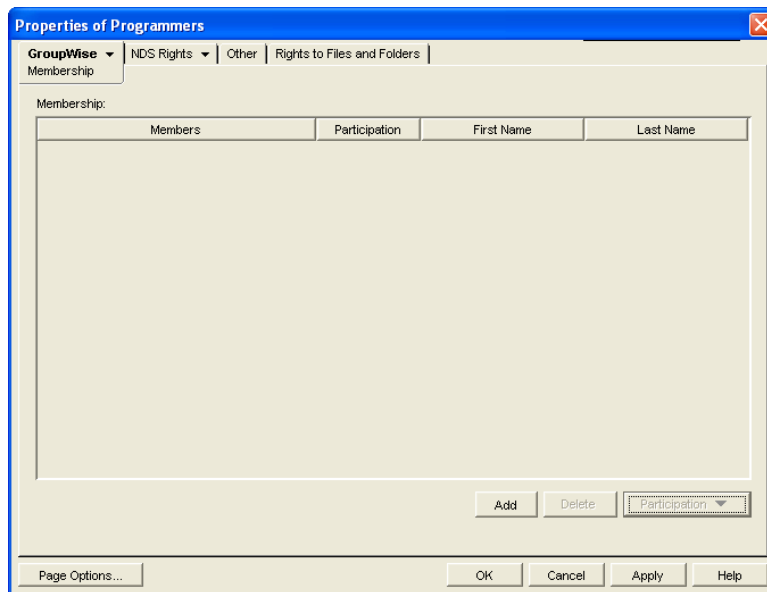 Properties of Programmers
GroupWise NDS Rights Other Rights to Files and Folders
Membership
Membership:
Members Participation First Name Last Name
Add Delete Participation
Page Options... OK Cancel Apply Help